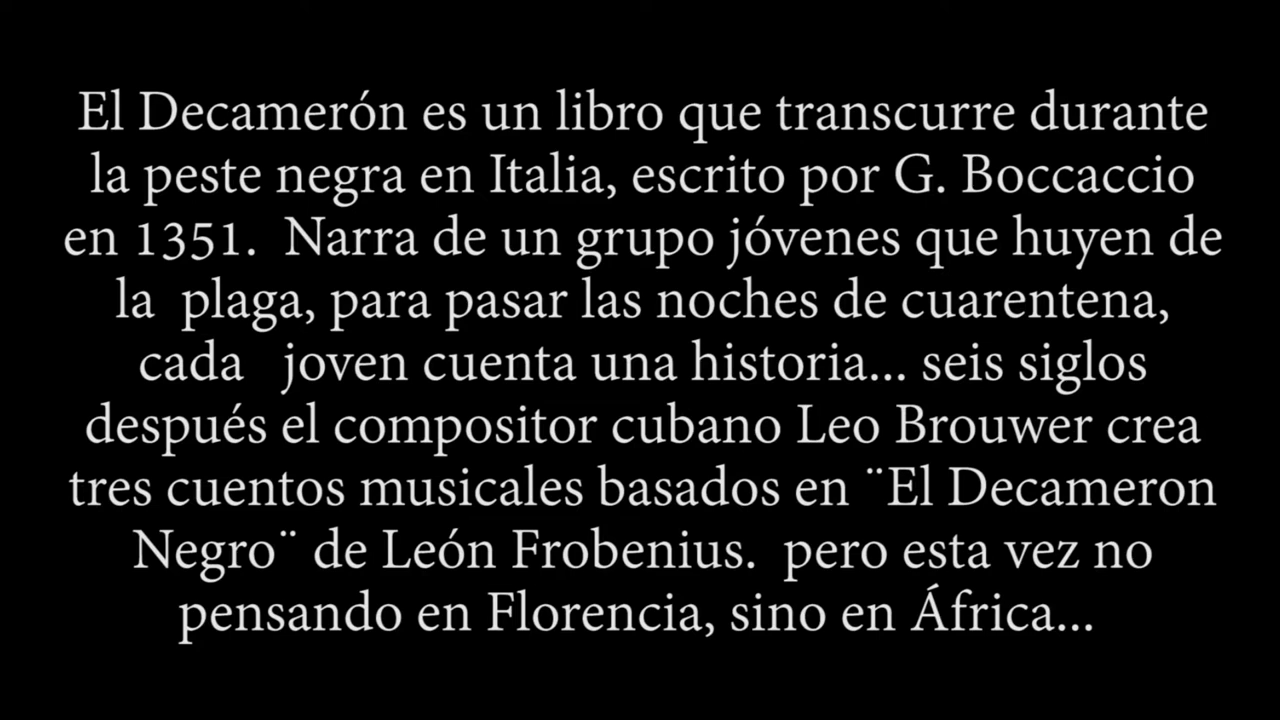 El Decamerón es un libro que transcurre durante
la peste negra en Italia, escrito por G. Boccaccio
en 1351.  Narra de un grupo jóvenes que huyen de
la  plaga, para pasar las noches de cuarentena,
cada   joven cuenta una historia... seis siglos
después el compositor cubano Leo Brouwer crea
tres cuentos musicales basados en ¨El Decameron
Negro¨ de León Frobenius.  pero esta vez no
pensando en Florencia, sino en África...